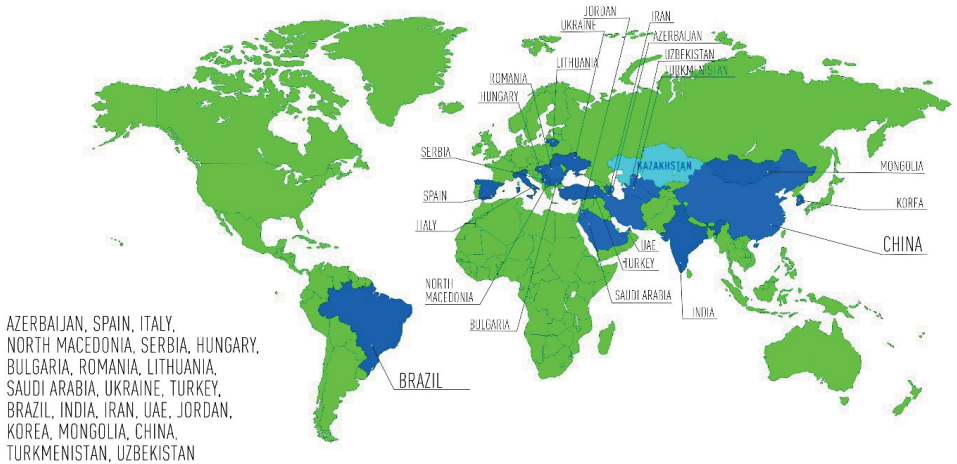 JORDAN
IRAN
UKRAINE
AZERBAIJAN
UZBEKISTAN
LITHUANIA
TURKMENISTAN
ROMANIA
HUNGARY
SERBIA
KAZAKHSTAN
MONGOLIA
SPAIN
KOREA
ITALY
UAE
CHINA
TURKEY
NORTH
MACEDONIA
SAUDI ARABIA
INDIA
BULGARIA
BRAZIL
AZERBAIJAN, SPAIN, ITALY,
NORTH MACEDONIA, SERBIA, HUNGARY,
BULGARIA, ROMANIA, LITHUANIA,
SAUDI ARABIA, UKRAINE, TURKEY,
BRAZIL, INDIA, IRAN, UAE, JORDAN,
KOREA, MONGOLIA, CHINA,
TURKMENISTAN, UZBEKISTAN